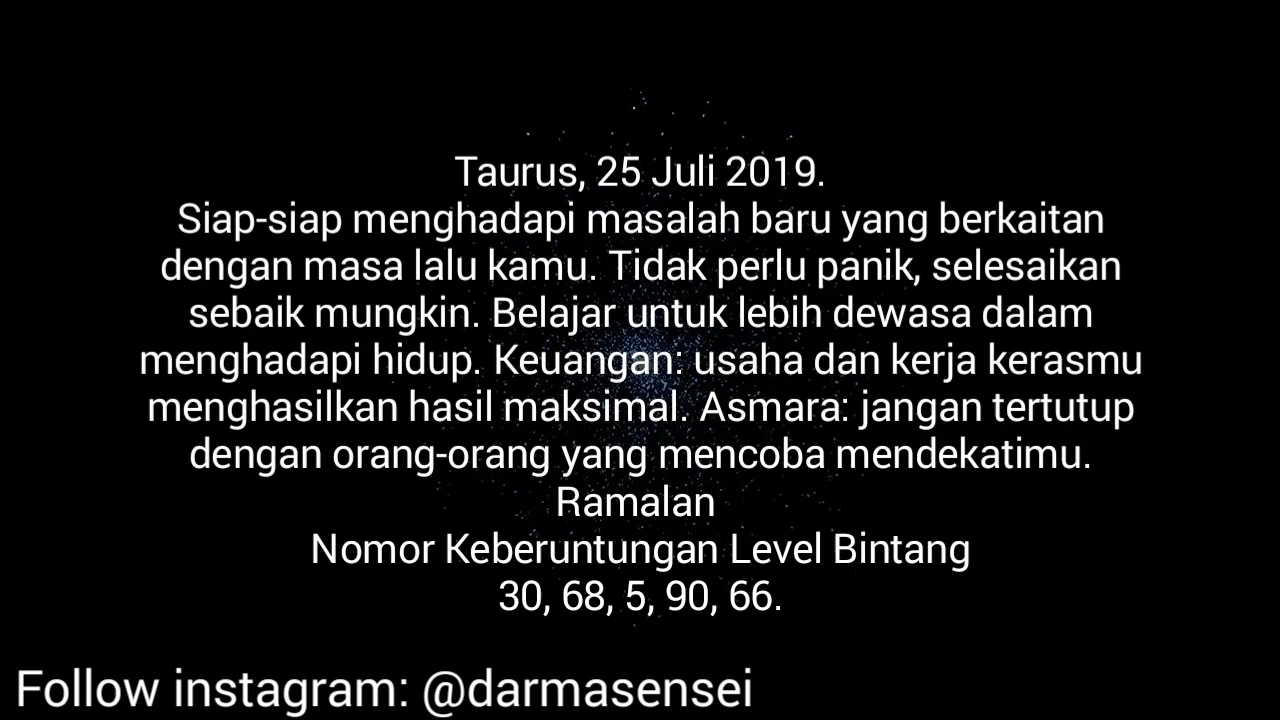 Taurus, 25 Juli 2019.
Siap-siap menghadapi masalah baru yang berkaitan
dengan masa lalu kamu. Tidak perlu panik, selesaikan
sebaik mungkin. Belajar untuk lebih dewasa dalam
menghadapi hidup. Keuangan: usaha dan kerja kerasmu
menghasilkan hasil maksimal. Asmara: jangan tertutup
dengan orang-orang yang mencoba mendekatimu.
Ramalan
Nomor Keberuntungan Level Bintang
30, 68, 5, 90, 66.
Follow instagram: @darmasensei